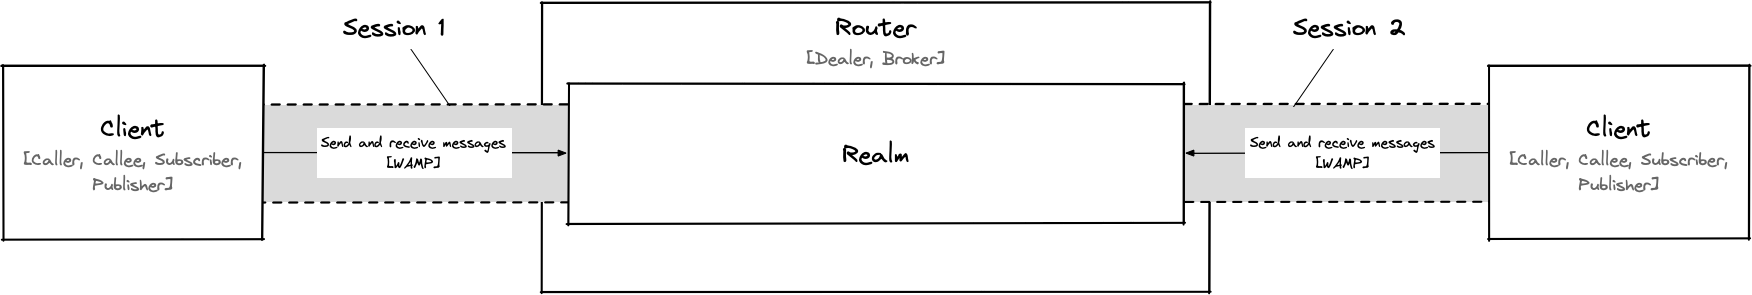 Session 1
Router
[Dealer, Broker]
Session 2
Client
[Caller, Callee, Subscriber,
Publisher]
Send and receive messages
[WAMP]
Realm
Send and receive messages
[WAMP]
Client
[Caller, Callee, Subscriber,
Publisher]